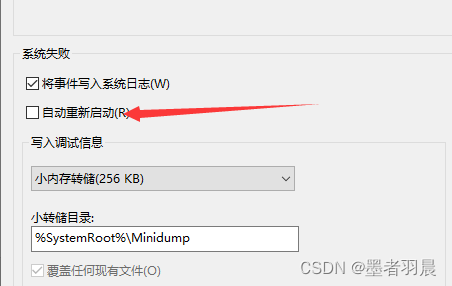 系统失败
将事件写入系统日志(W)
自动重新启动(R)
写入调试信息
小内存转储(256 KB)
小转储目录:
%SystemRoot%\Minidump
覆盖任何现有文件(O)
CSDN @墨者羽晨